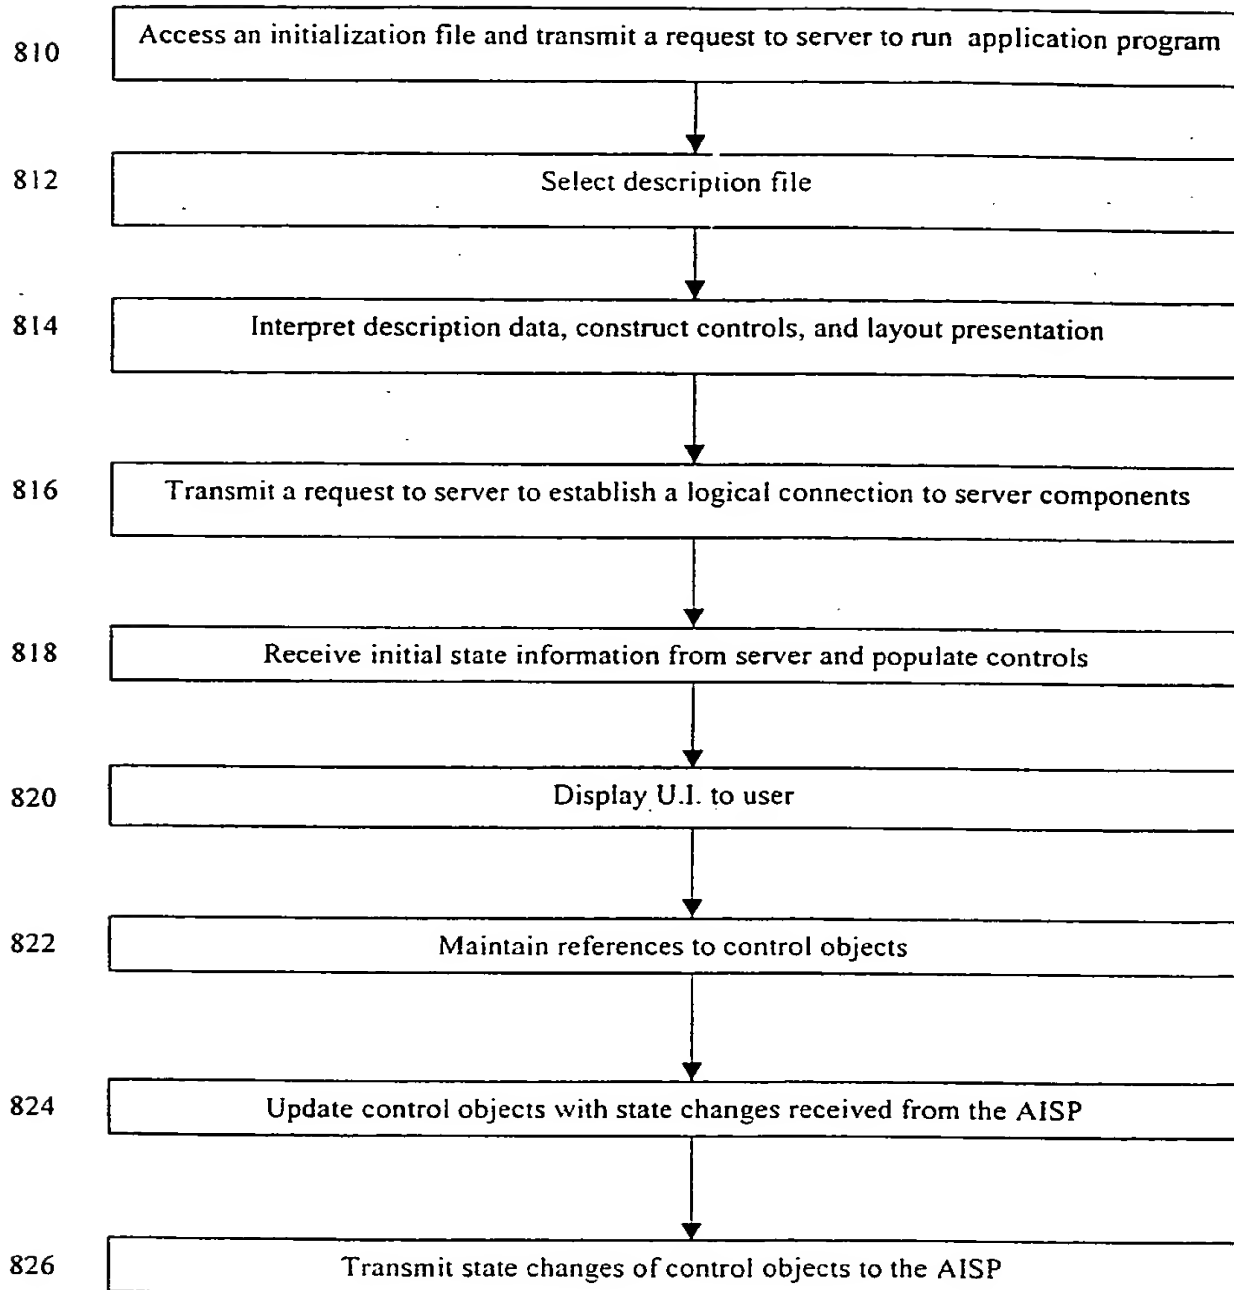 810 Access an initialization file and transmit a request to server to run application program
812 Select description file
814 Interpret description data, construct controls, and layout presentation
816 Transmit a request to server to establish a logical connection to server components
818 Receive initial state information from server and populate controls
820 Display U.I. to user
822 Maintain references to control objects
824 Update control objects with state changes received from the AISP
826 Transmit state changes of control objects to the AISP